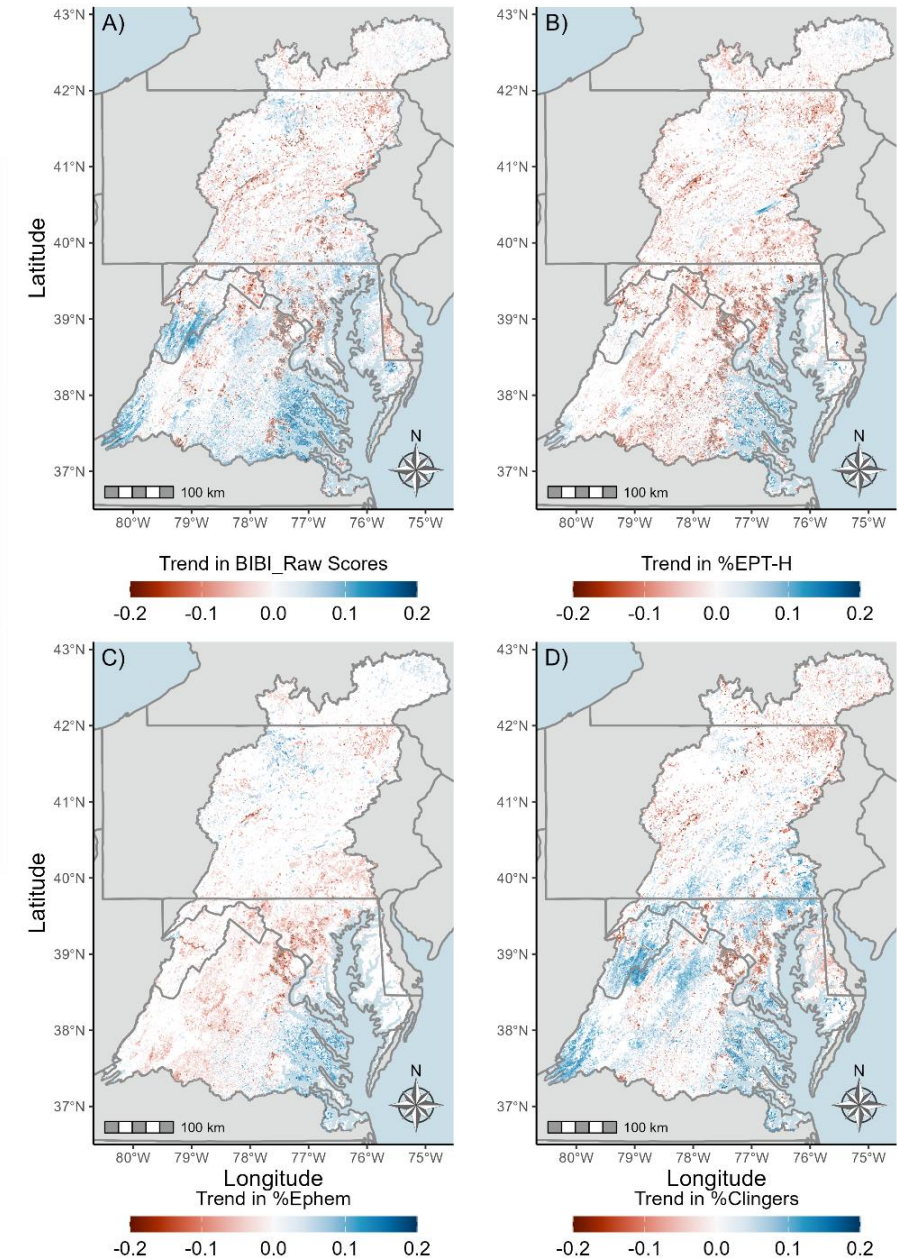 A)
B)
43°N
42°N
41°N
40°N
39°N
38°N
37°N
Latitude
N
100 km
80°W 79°W 78°W 77°W 76°W 75°W
43°N
42°N
41°N
40°N
39°N
38°N
37°N
N
100 km
80°W 79°W 78°W 77°W 76°W 75°W
Trend in BIBI_Raw Scores
-0.2 -0.1 0.0 0.1 0.2
Trend in %EPT-H
-0.2 -0.1 0.0 0.1 0.2
C)
D)
43°N
42°N
41°N
40°N
39°N
38°N
37°N
Latitude
N
100 km
80°W 79°W 78°W 77°W 76°W 75°W
Longitude
43°N
42°N
41°N
40°N
39°N
38°N
37°N
N
100 km
80°W 79°W 78°W 77°W 76°W 75°W
Longitude
Trend in %Ephem
-0.2 -0.1 0.0 0.1 0.2
Trend in %Clingers
-0.2 -0.1 0.0 0.1 0.2